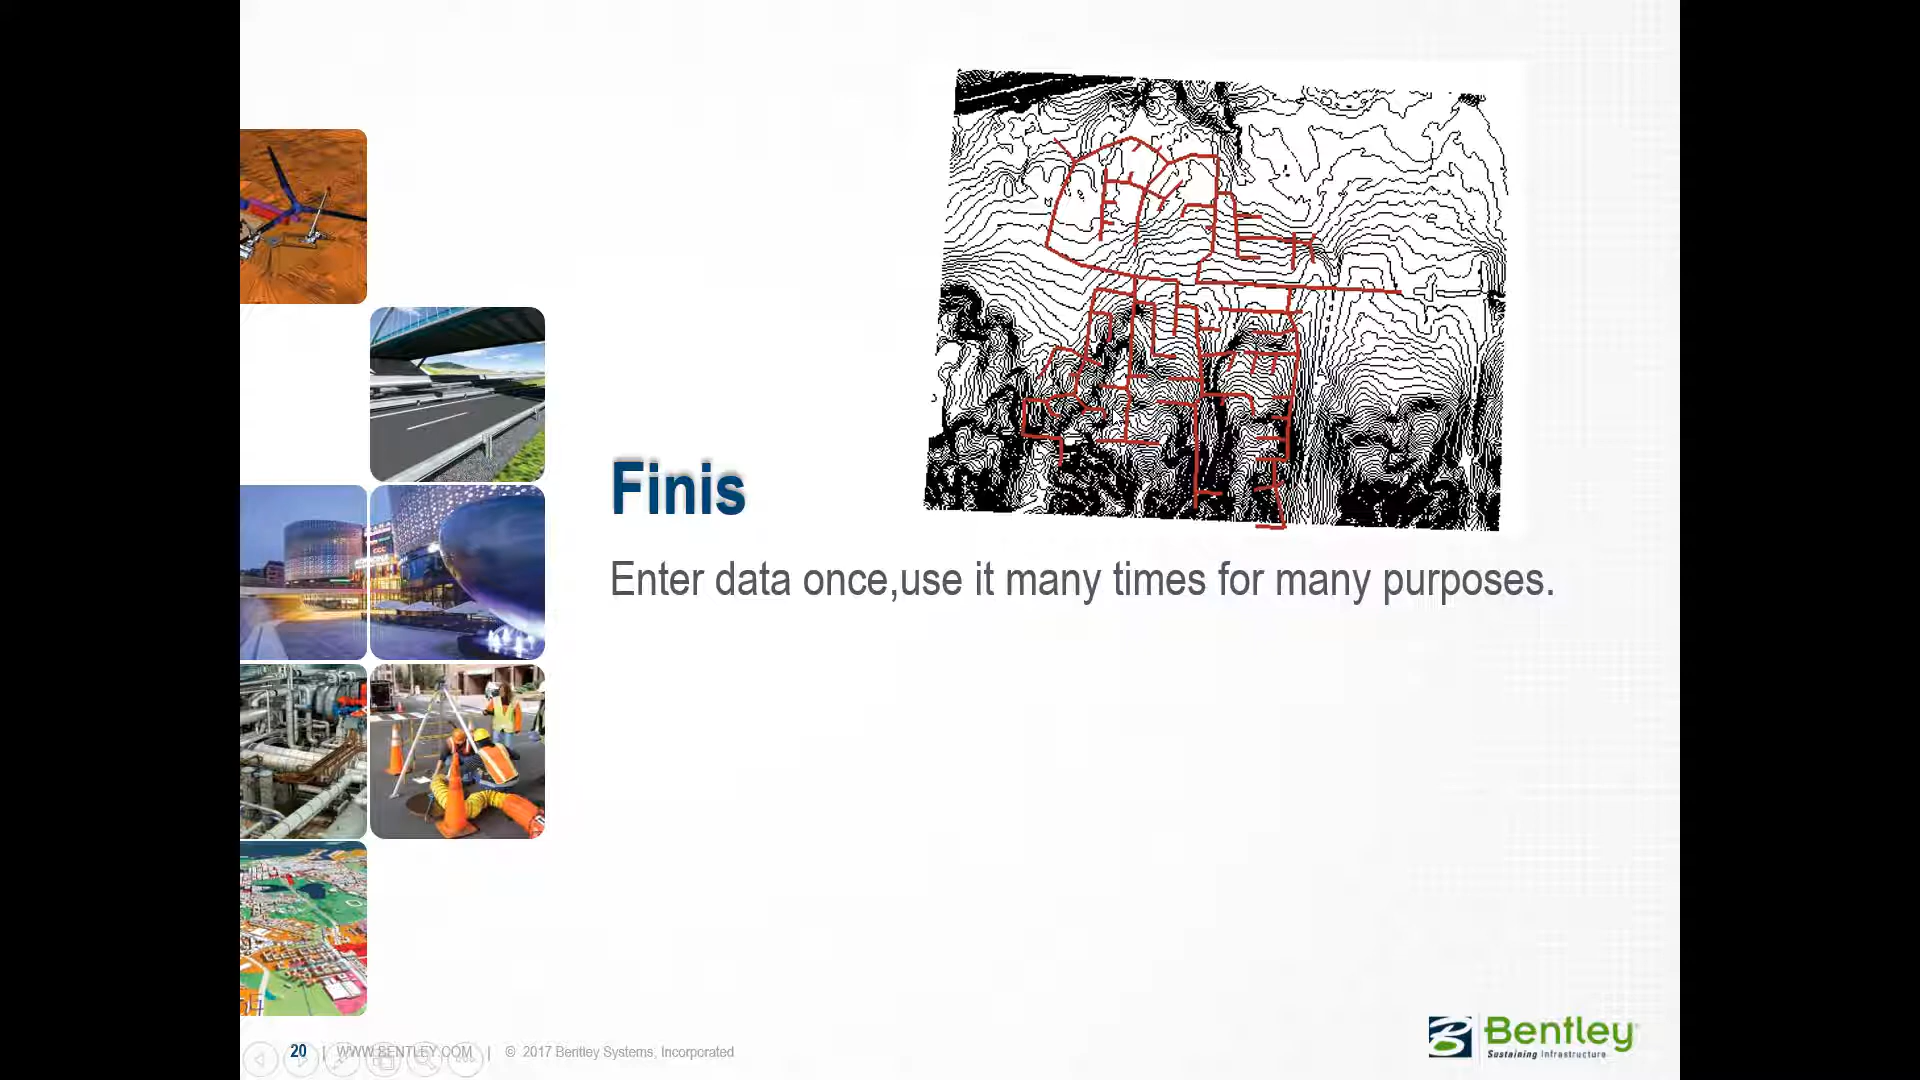 Finis
Enter data once,use it many times for many purposes.
20 | WWW.BENTLEY.COM | © 2017 Bentley Systems, Incorporated
Bentley
Sustaining Infrastructure